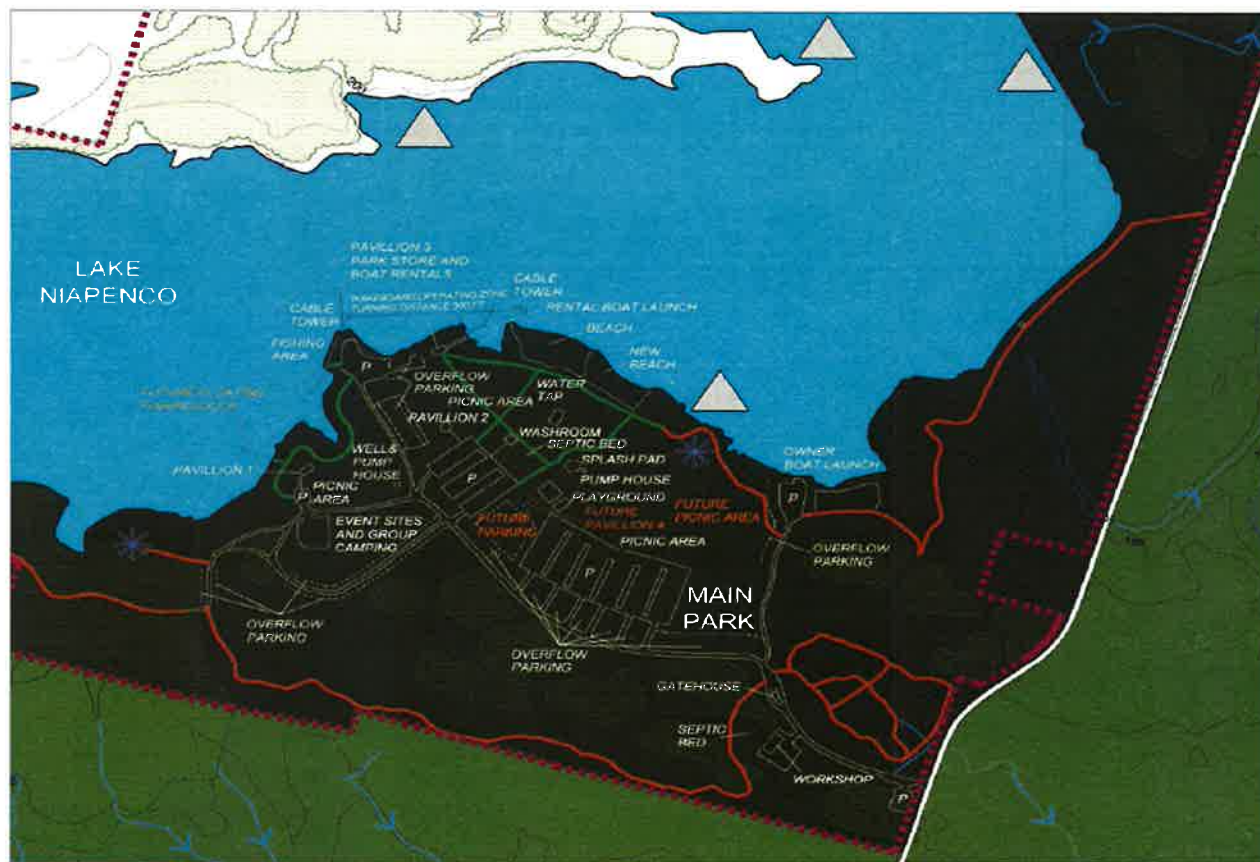 LAKE
NIAPENCO
PAVILLION 3
PARK STORE AND
BOAT RENTALS
CABLE
TOWER
CABLE
TOWER
RENTAL BOAT LAUNCH
FISHING
AREA
BEACH
NEW
BEACH
P
OVERFLOW
PARKING
PICNIC AREA
WATER
TAP
PAVILLION 2
WASHROOM
SEPTIC BED
WELL&
PUMP
HOUSE
SPLASH PAD
PAVILLION 1
P
PUMP HOUSE
OWNER
BOAT LAUNCH
PICNIC
AREA
P
PLAYGROUND
P
EVENT SITES
AND GROUP
CAMPING
FUTURE
PARKING
FUTURE
PAVILLION 4
FUTURE
PICNIC AREA
PICNIC AREA
OVERFLOW
PARKING
P
MAIN
PARK
OVERFLOW
PARKING
OVERFLOW
PARKING
GATEHOUSE
SEPTIC
BED
WORKSHOP
P